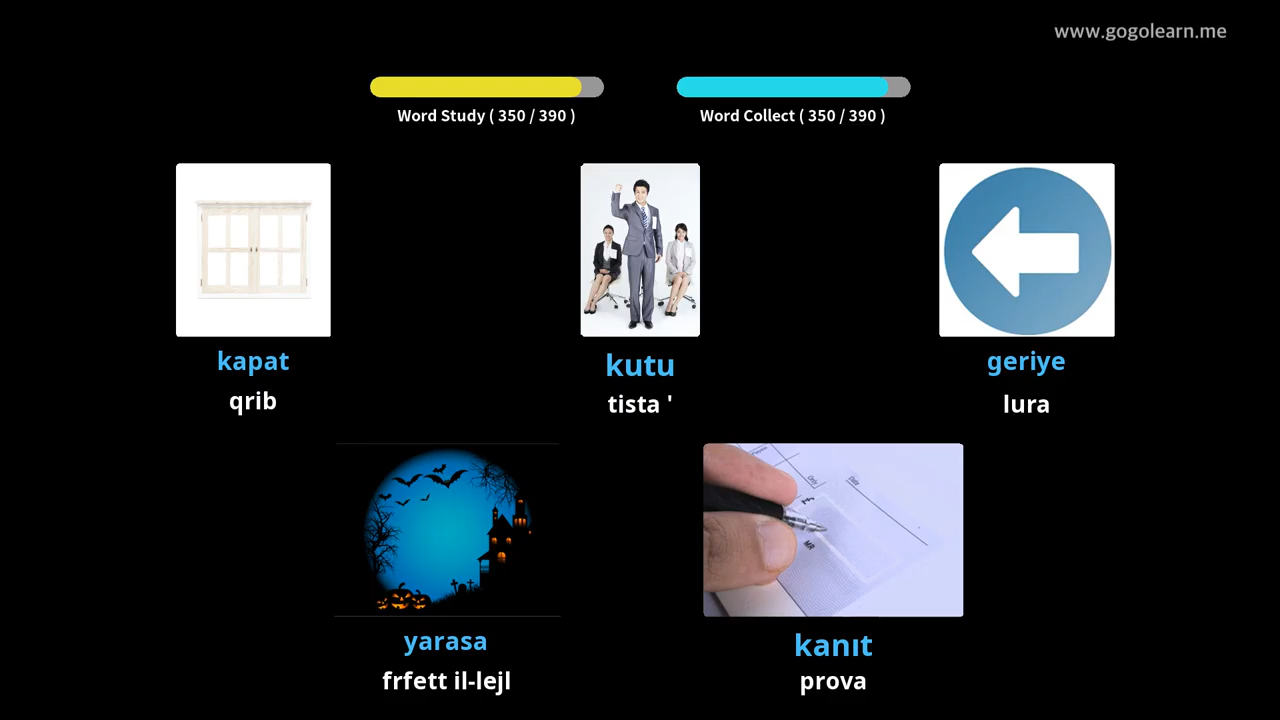 www.gogolearn.me
Word Study ( 350 / 390 )
Word Collect ( 350 / 390 )
kapat
qrib
kutu
tista '
geriye
lura
yarasa
frfett il-lejl
kanıt
prova
MR